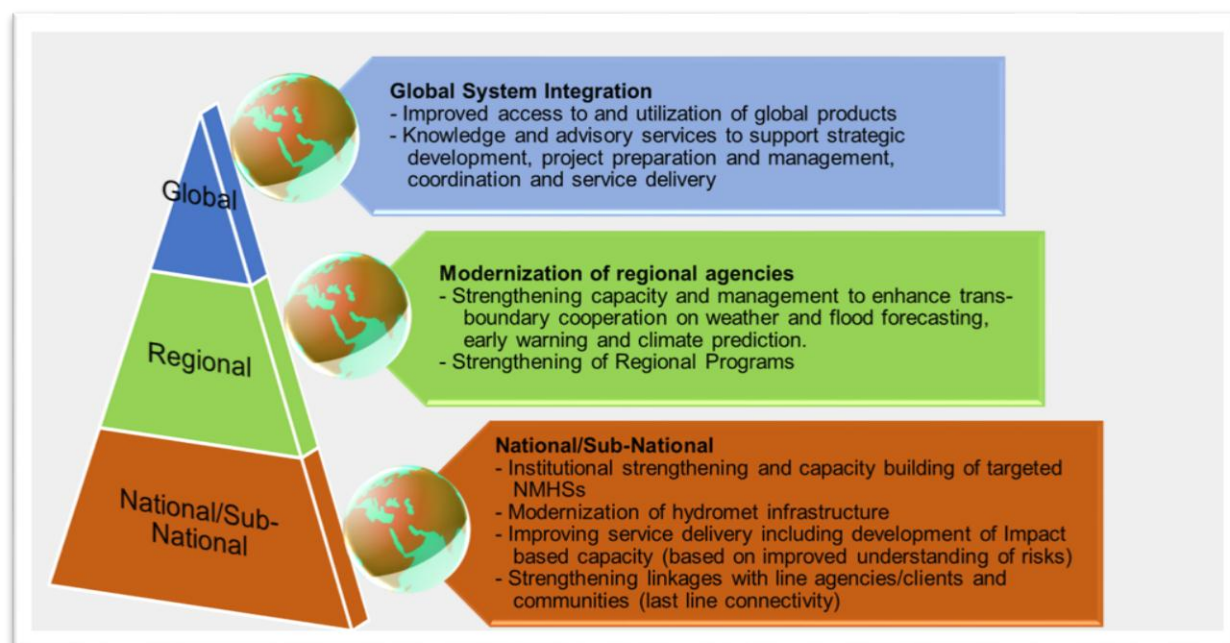 Global
Regional
National/Sub-
National
Global System Integration
- Improved access to and utilization of global products
- Knowledge and advisory services to support strategic
development, project preparation and management,
coordination and service delivery
Modernization of regional agencies
- Strengthening capacity and management to enhance trans-
boundary cooperation on weather and flood forecasting,
early warning and climate prediction.
- Strengthening of Regional Programs
National/Sub-National
- Institutional strengthening and capacity building of targeted
NMHSs
- Modernization of hydromet infrastructure
- Improving service delivery including development of Impact
based capacity (based on improved understanding of risks)
- Strengthening linkages with line agencies/clients and
communities (last line connectivity)